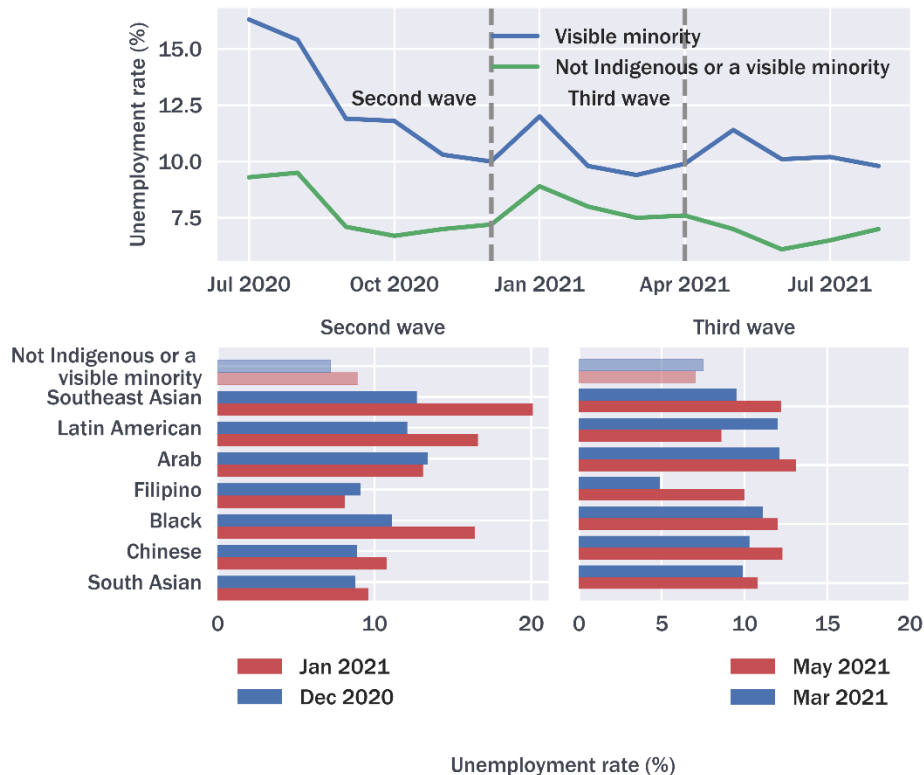 Unemployment rate (%)
15.0
12.5
10.0
7.5
Visible minority
Not Indigenous or a visible minority
Second wave
Third wave
Jul 2020
Oct 2020
Jan 2021
Apr 2021
Jul 2021
Second wave
Third wave
Not Indigenous or a
visible minority
Southeast Asian
Latin American
Arab
Filipino
Black
Chinese
South Asian
0
10
20
0
5
10
15
20
Jan 2021
Dec 2020
May 2021
Mar 2021
Unemployment rate (%)